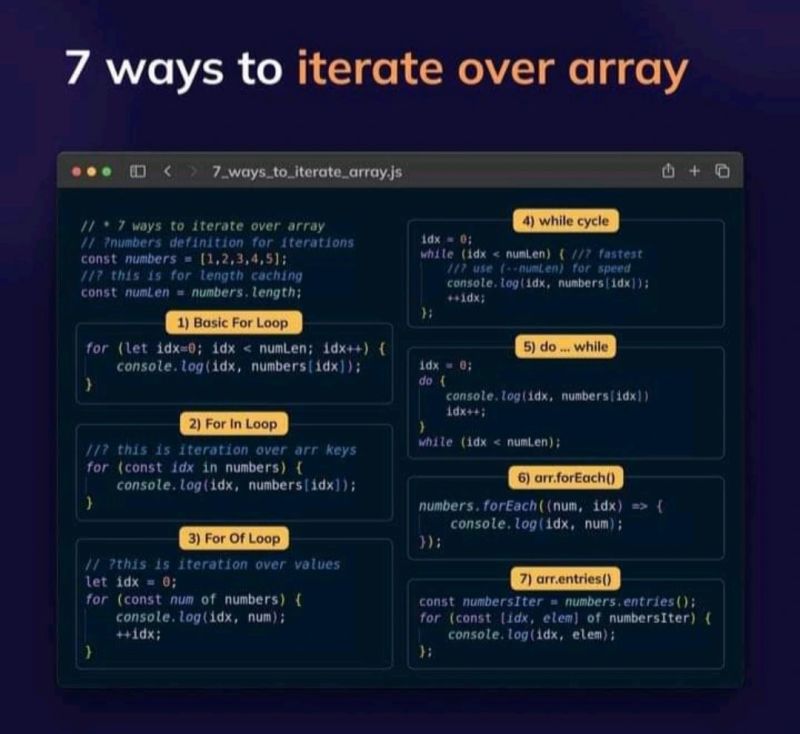 7 ways to iterate over array
7_ways_to_iterate_array.js
// * 7 ways to iterate over array
// ?numbers definition for iterations
const numbers = [1,2,3,4,5];
//? this is for length caching
const numLen = numbers.length;
1) Basic For Loop
for (let idx=0; idx < numLen; idx++) {
    console.log(idx, numbers[idx]);
}
2) For In Loop
//? this is iteration over arr keys
for (const idx in numbers) {
    console.log(idx, numbers[idx]);
}
3) For Of Loop
// ?this is iteration over values
let idx = 0;
for (const num of numbers) {
    console.log(idx, num);
    ++idx;
}
4) while cycle
idx = 0;
while (idx < numLen) { //? fastest
    //? use (--numLen) for speed
    console.log(idx, numbers[idx]);
    ++idx;
};
5) do ... while
idx = 0;
do {
    console.log(idx, numbers[idx])
    idx++;
}
while (idx < numLen);
6) arr.forEach()
numbers.forEach((num, idx) => {
    console.log(idx, num);
});
7) arr.entries()
const numbersIter = numbers.entries();
for (const [idx, elem] of numbersIter) {
    console.log(idx, elem);
};